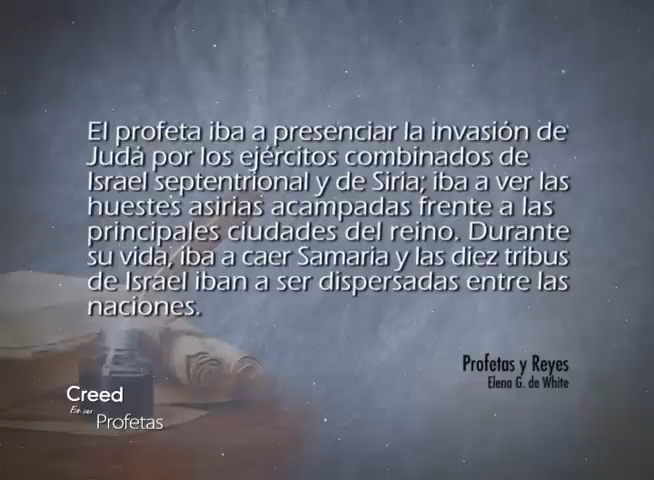 El profeta iba a presenciar la invasión de
Judá por los ejércitos combinados de
Israel septentrional y de Siria; iba a ver las
huestes asirias acampadas frente a las
principales ciudades del reino. Durante
su vida, iba a caer Samaria y las diez tribus
de Israel iban a ser dispersadas entre las
naciones.
Profetas y Reyes
Elena G. de White
Creed
En sus
Profetas